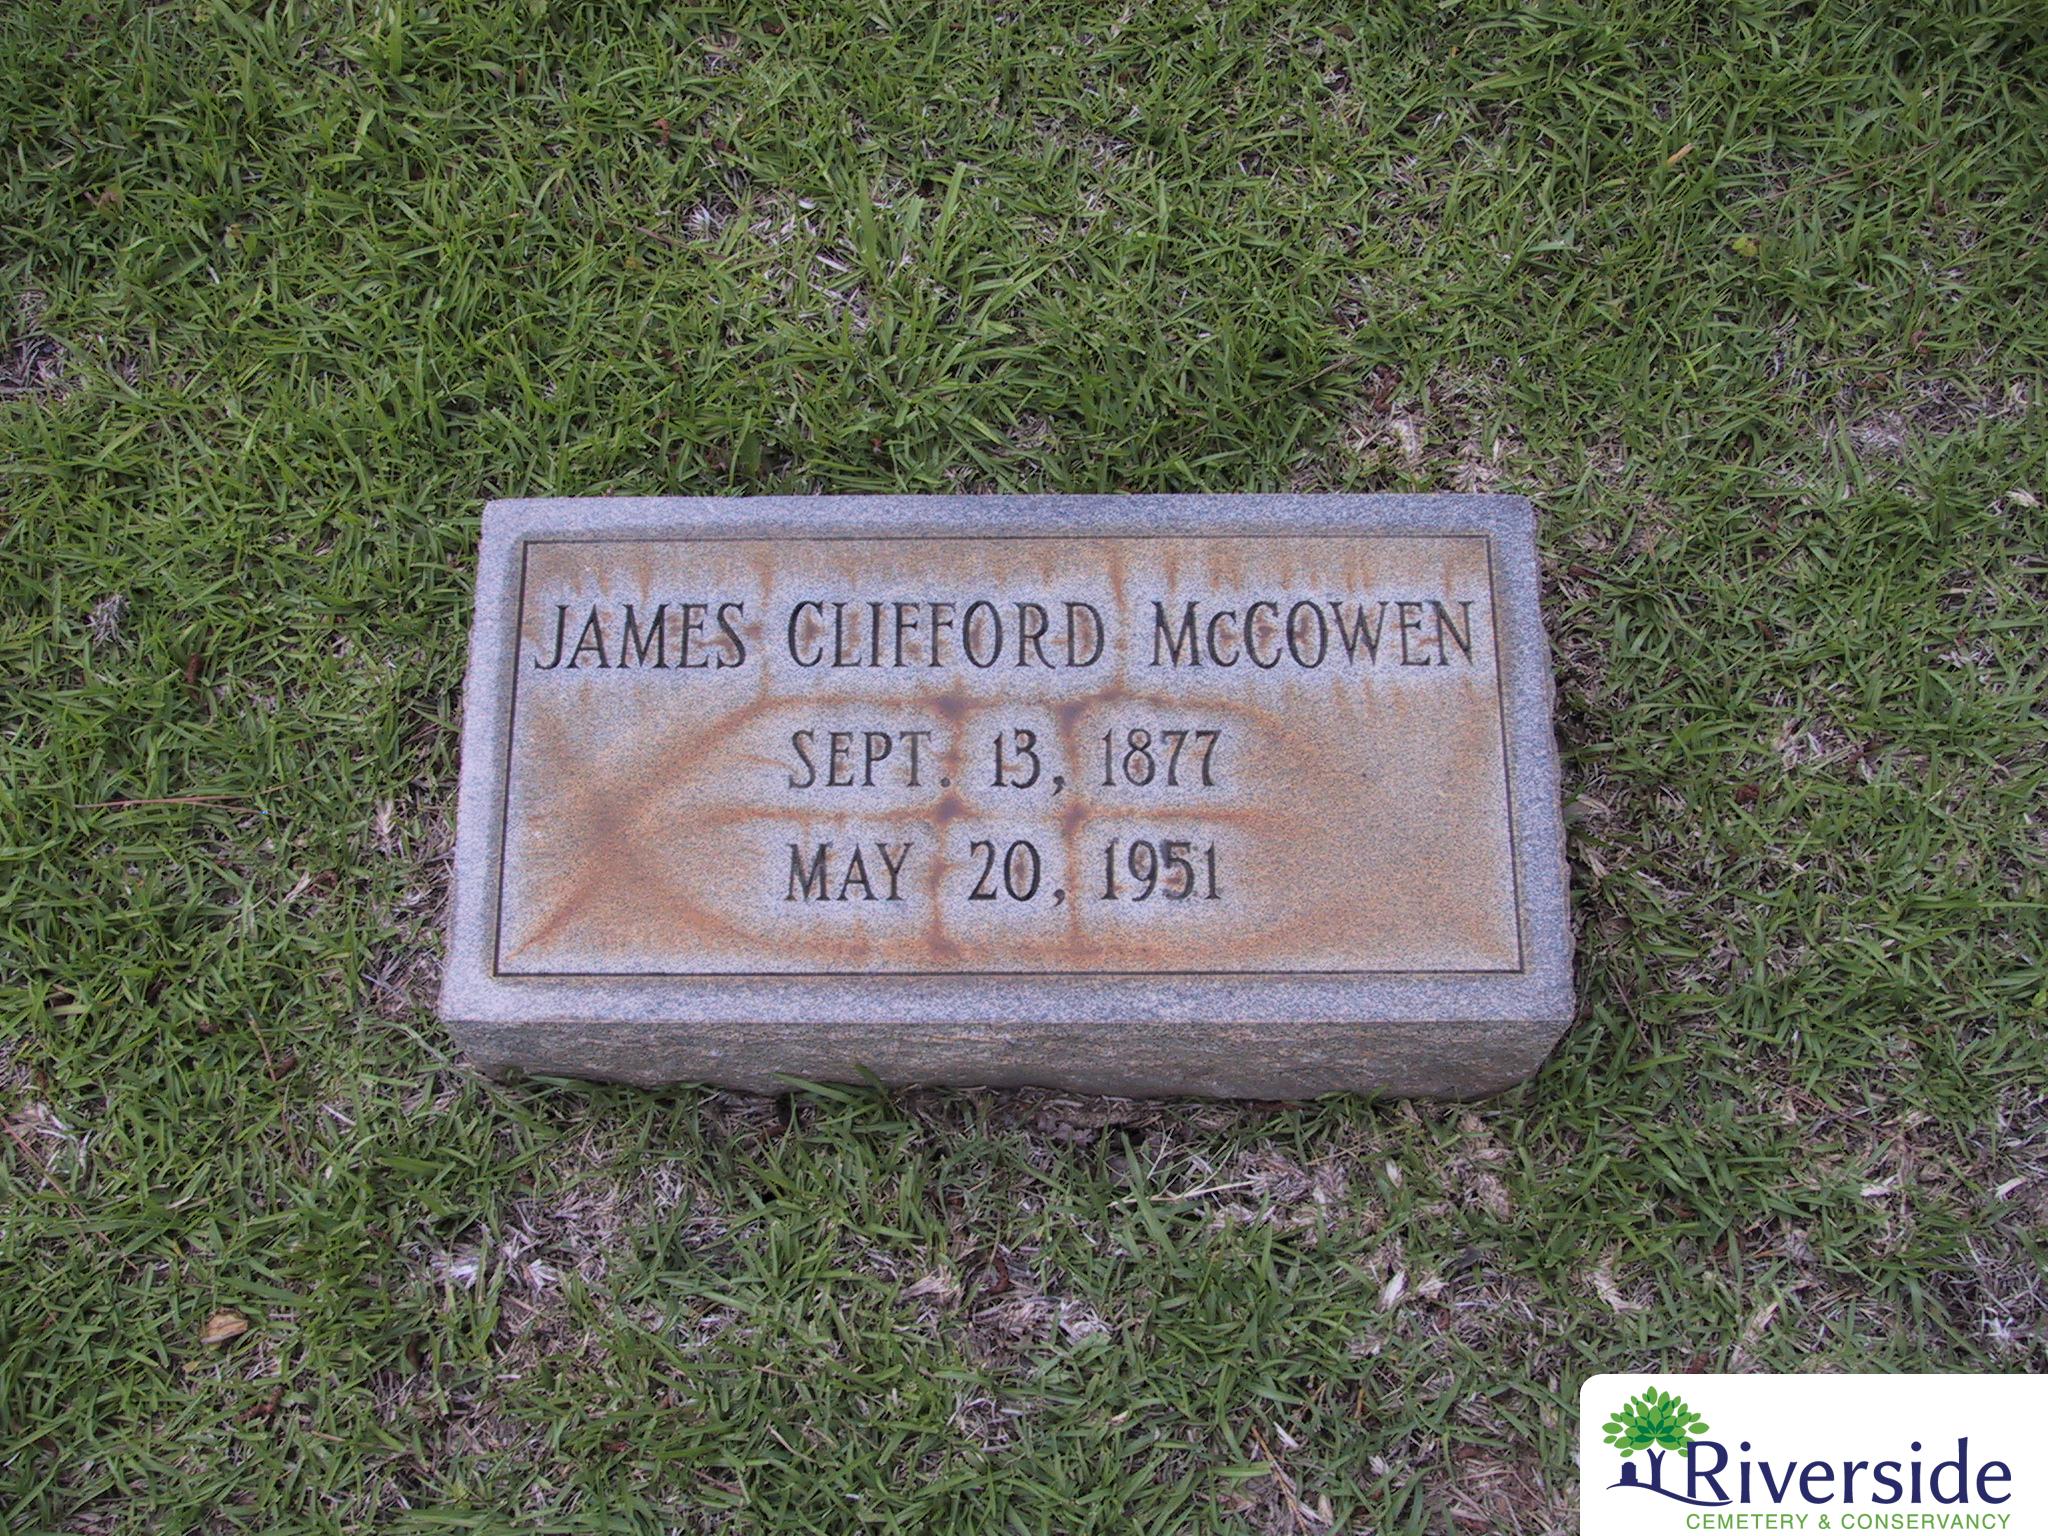 JAMES CLIFFORD McCOWEN
SEPT. 13, 1877
MAY 20, 1951
Riverside
CEMETERY & CONSERVANCY